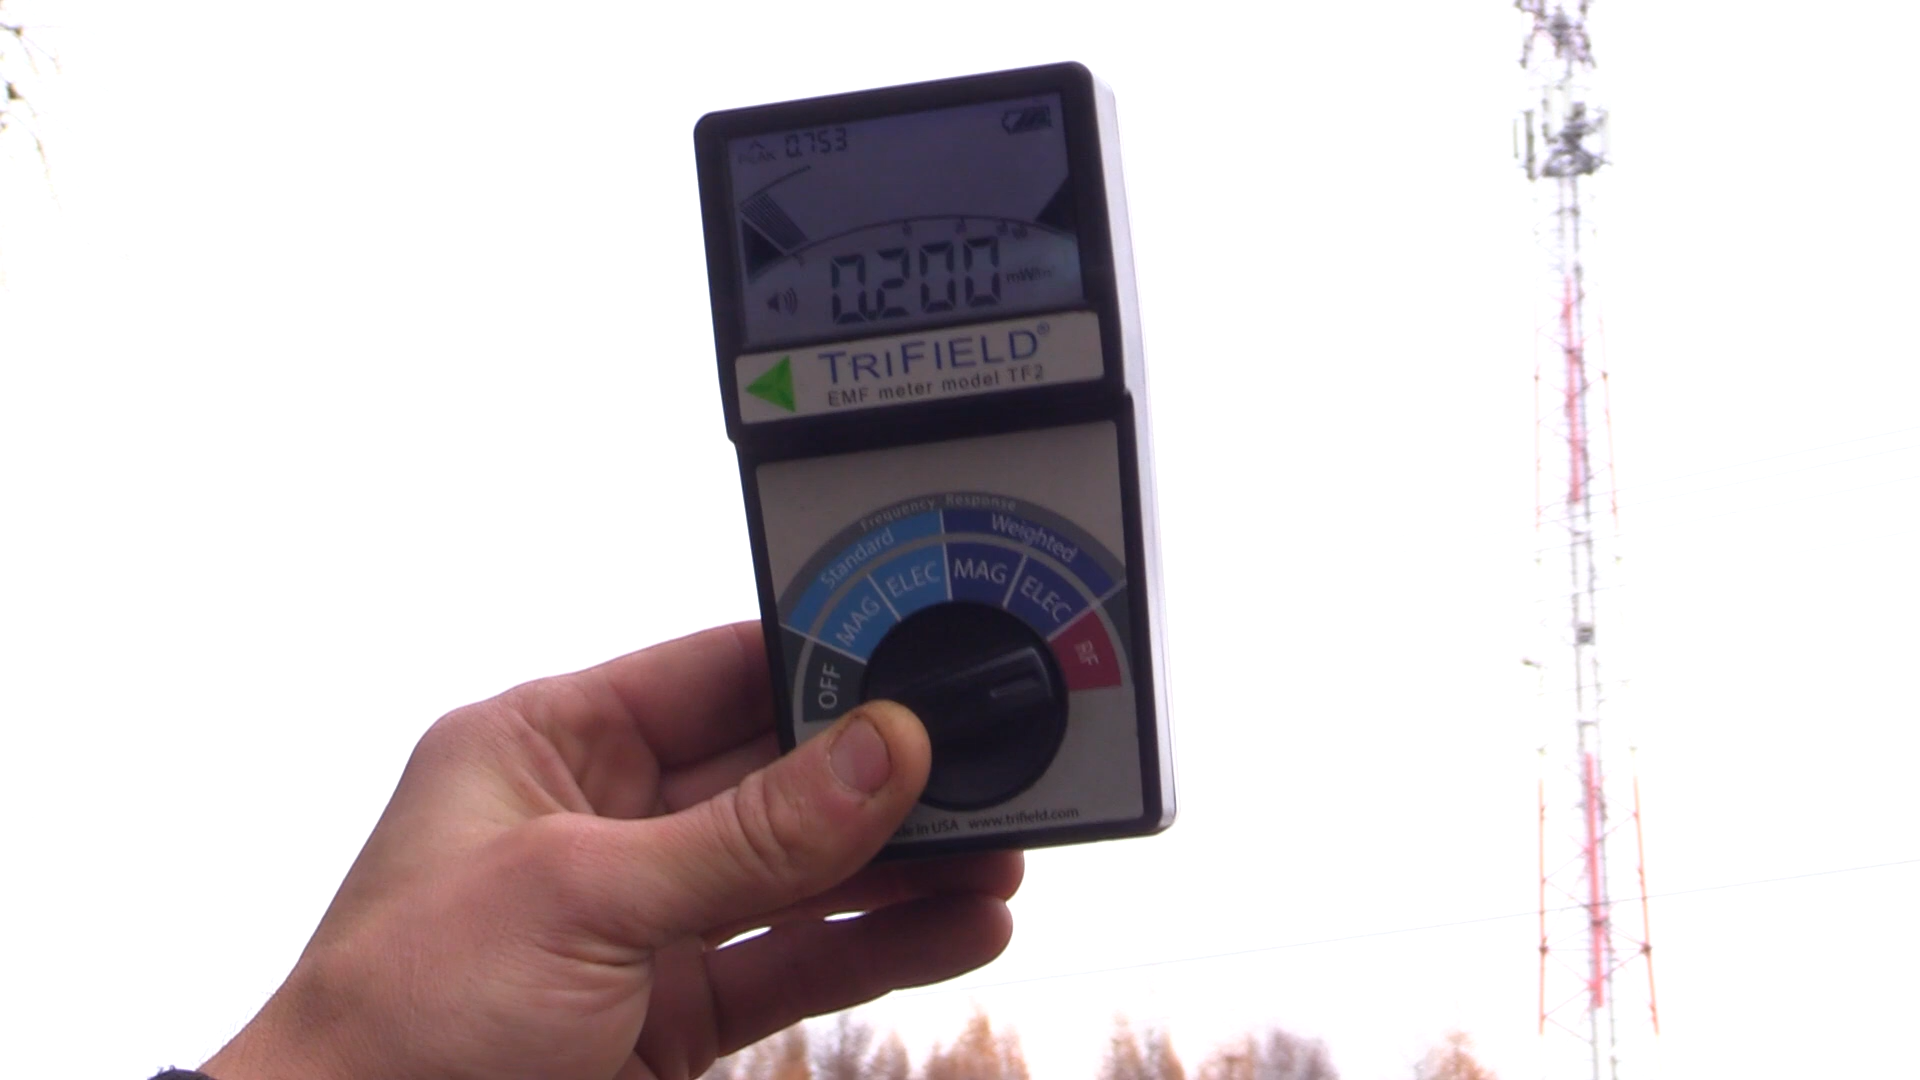 PEAK 0.753
0.200 mW/m²
TRIFIELD®
EMF meter model TF2
Frequency Response
Standard Weighted
OFF MAG ELEC MAG ELEC RF
in USA www.trifield.com